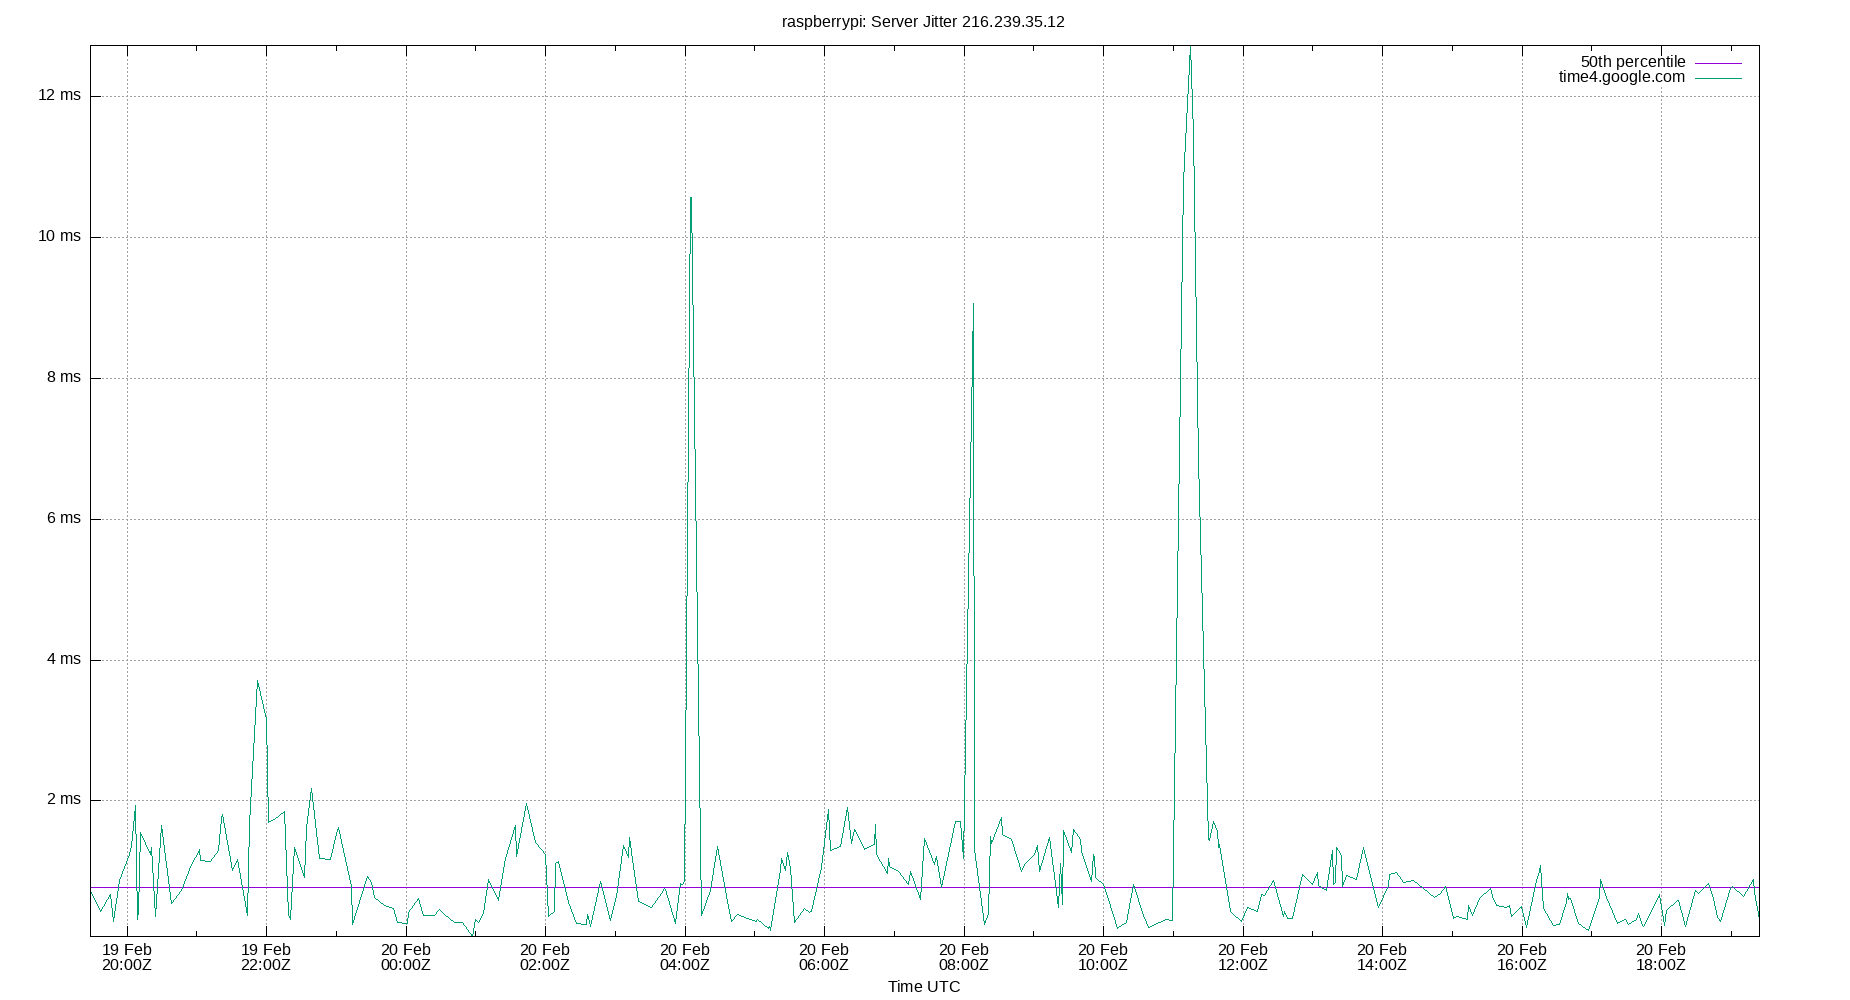 raspberrypi: Server Jitter 216.239.35.12
50th percentile
time4.google.com
12 ms
10 ms
8 ms
6 ms
4 ms
2 ms
19 Feb 19 Feb 20 Feb 20 Feb 20 Feb 20 Feb 20 Feb 20 Feb 20 Feb 20 Feb 20 Feb 20 Feb
20:00Z 22:00Z 00:00Z 02:00Z 04:00Z 06:00Z 08:00Z 10:00Z 12:00Z 14:00Z 16:00Z 18:00Z
Time UTC